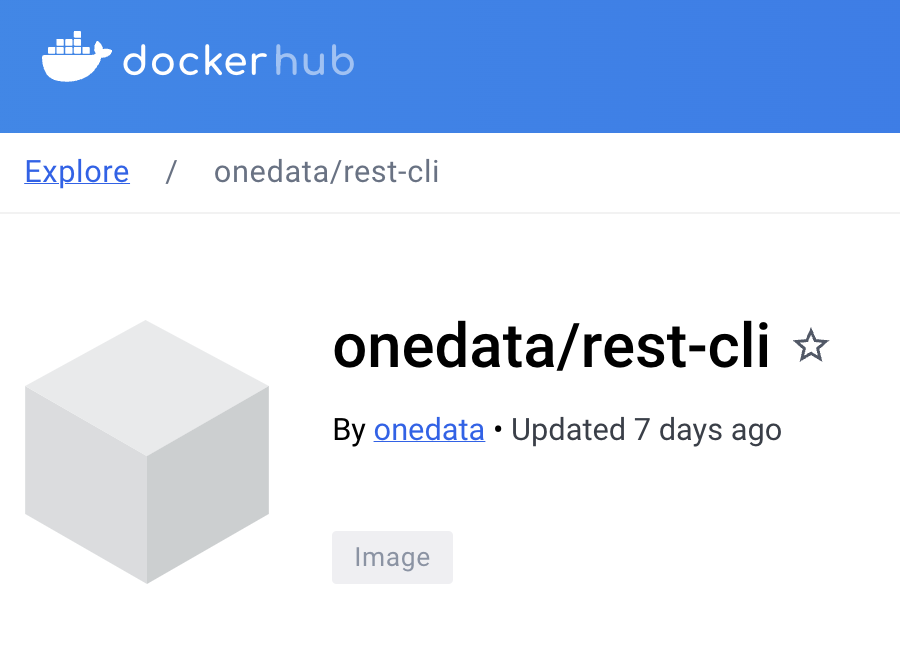 dockerhub
Explore / onedata/rest-cli
onedata/rest-cli
By onedata • Updated 7 days ago
Image